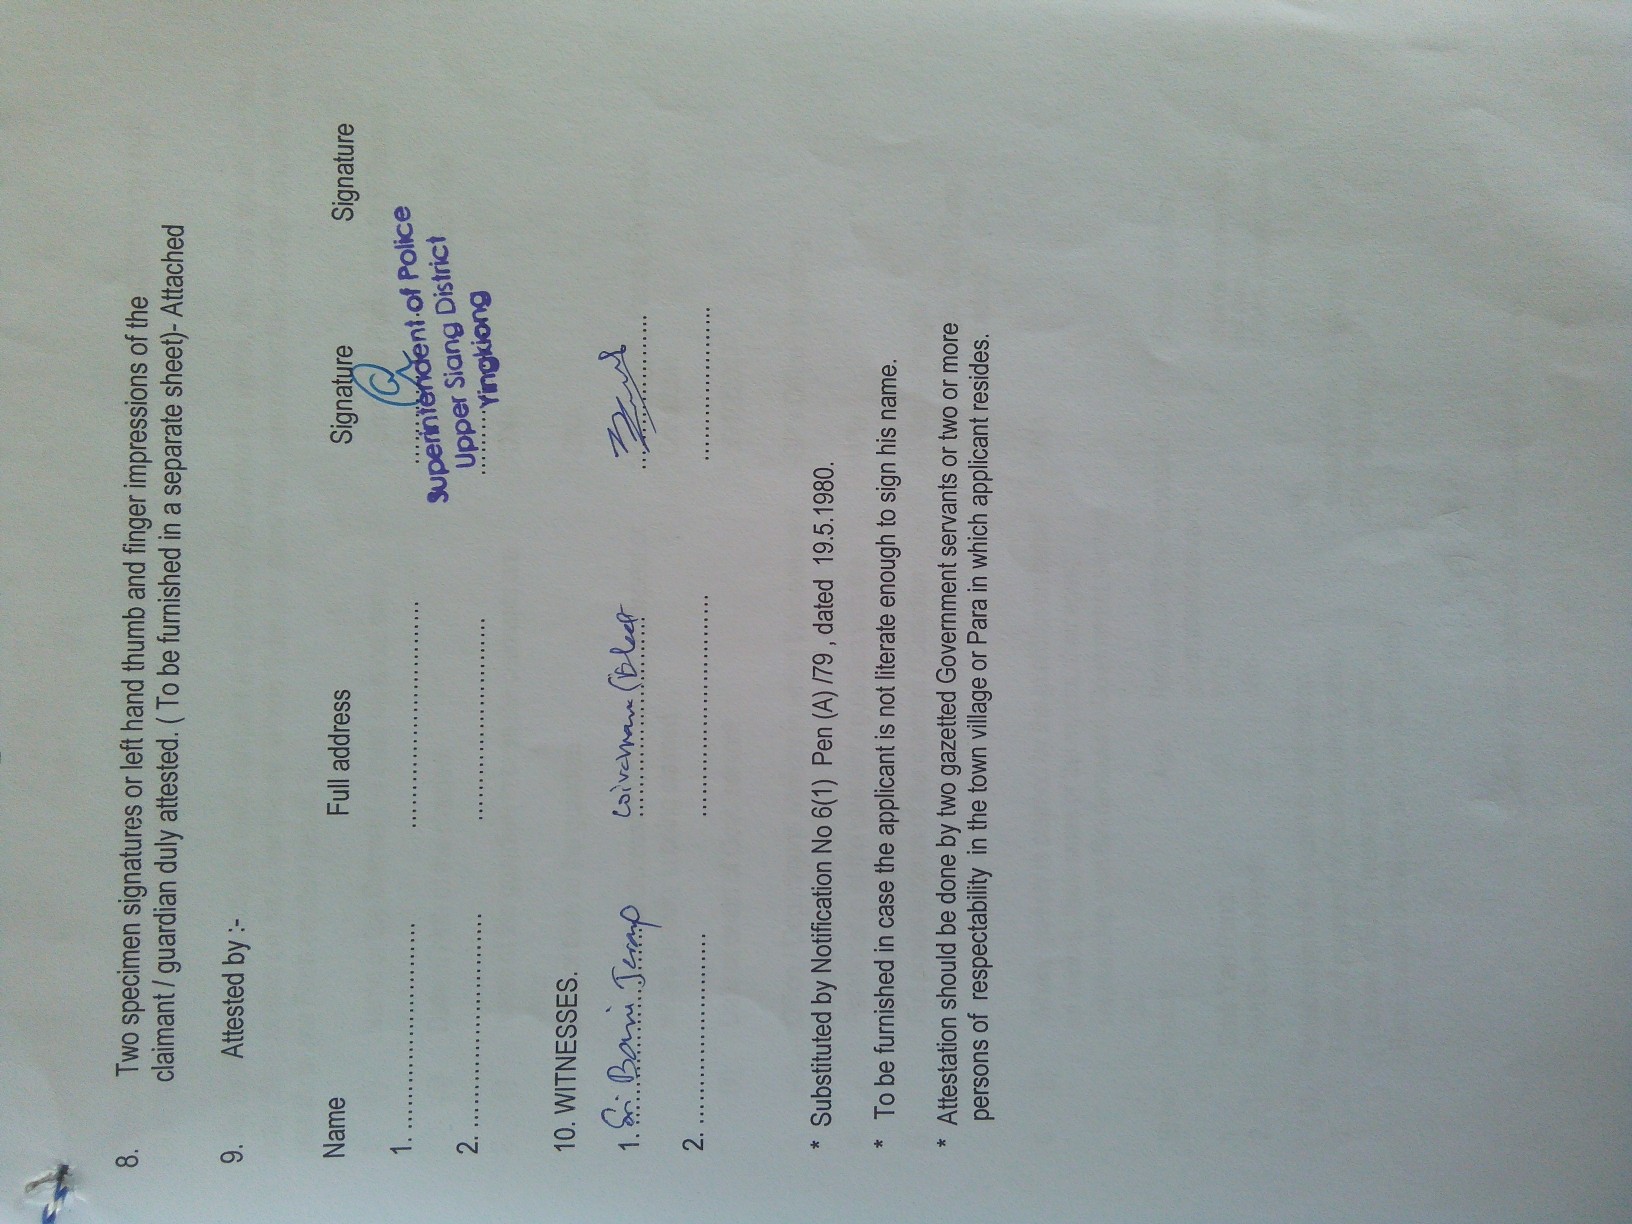 8. Two specimen signatures or left hand thumb and finger impressions of the
claimant / guardian duly attested. ( To be furnished in a separate sheet)- Attached
9. Attested by :-
Name Full address Signature Signature
1. ........................ ........................ ........................
Superintendent of Police
Upper Siang District
2. ........................ ........................ ........................
Yingkiong
10. WITNESSES.
1. Sri Bami Jerang
2. ........................ ........................ ........................
* Substituted by Notification No 6(1) Pen (A) /79 , dated 19.5.1980.
* To be furnished in case the applicant is not literate enough to sign his name.
* Attestation should be done by two gazetted Government servants or two or more
persons of respectability in the town village or Para in which applicant resides.